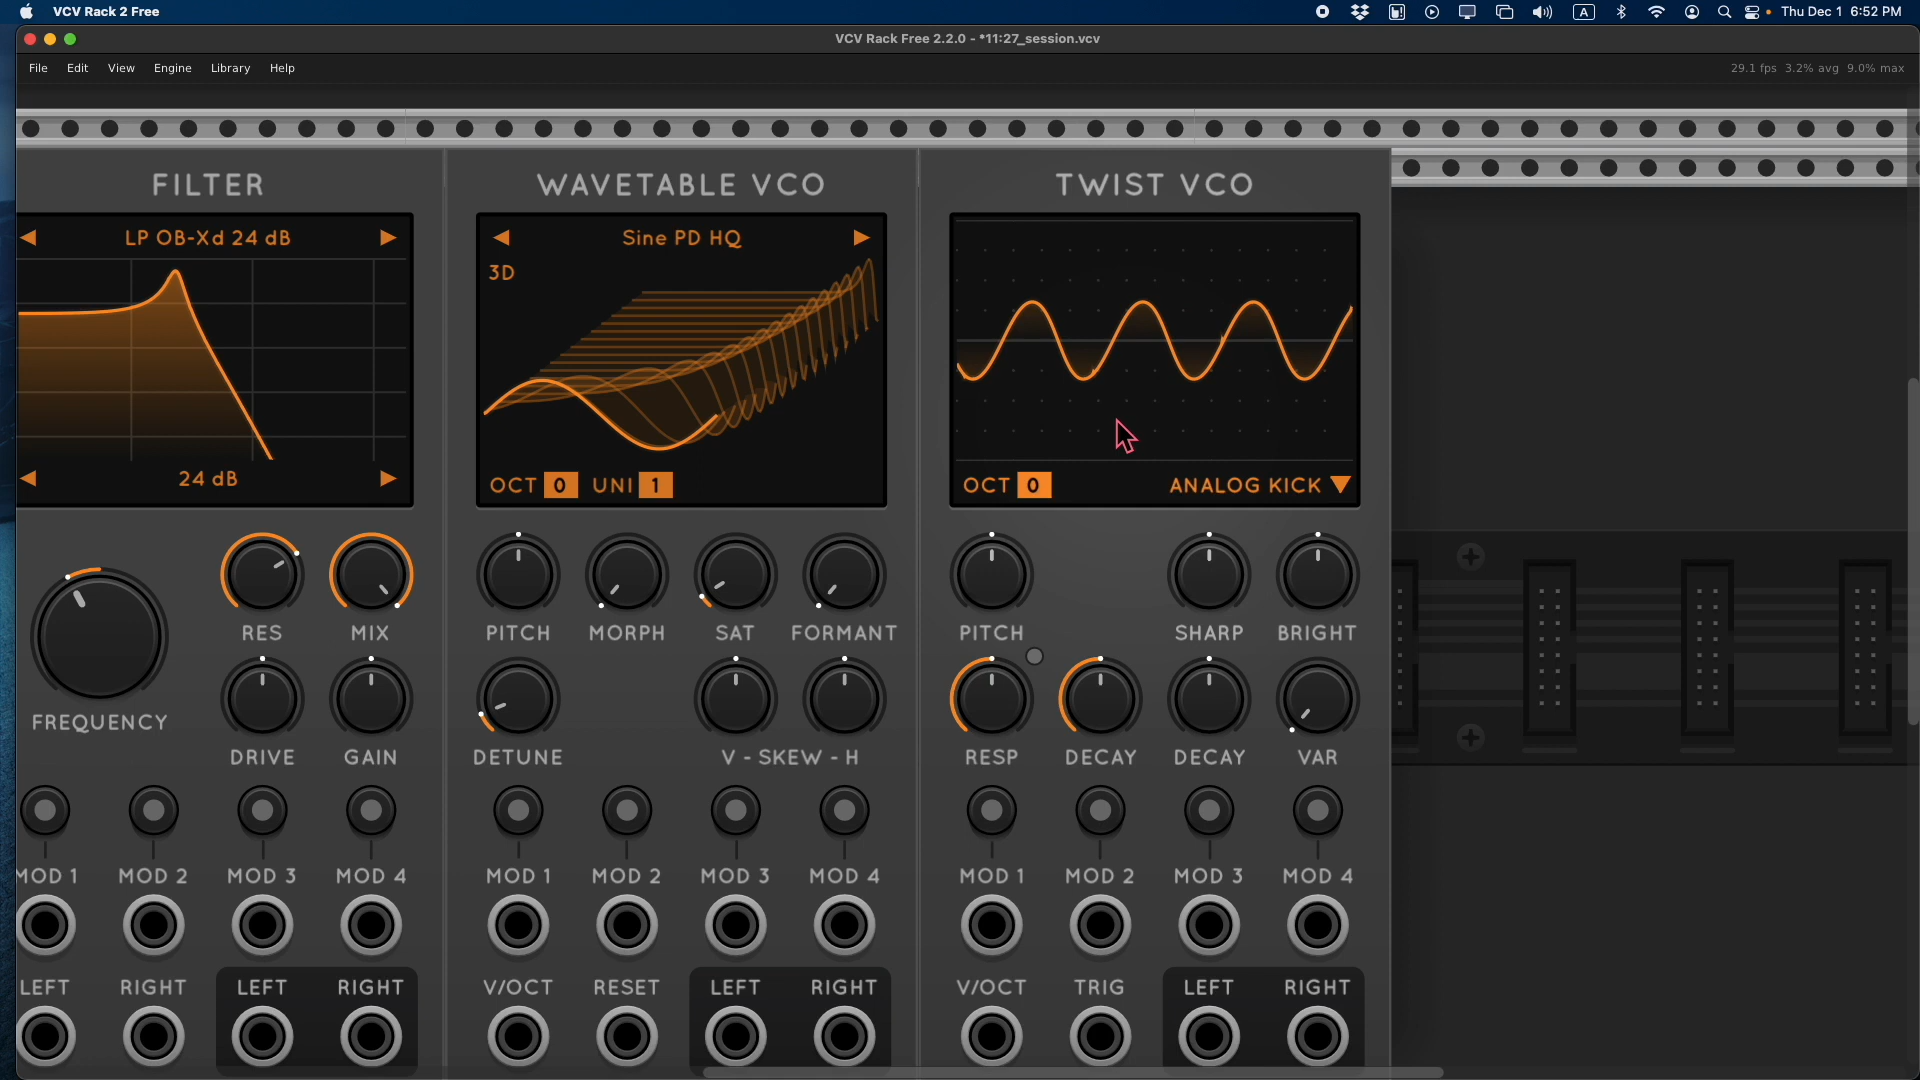 VCV Rack 2 Free
A
Thu Dec 1 6:52 PM
VCV Rack Free 2.2.0 - *11:27_session.vcv
File Edit View Engine Library Help
29.1 fps 3.2% avg 9.0% max
FILTER
LP OB-Xd 24 dB
24 dB
RES MIX
FREQUENCY
DRIVE GAIN
MOD 1 MOD 2 MOD 3 MOD 4
LEFT RIGHT LEFT RIGHT
WAVETABLE VCO
Sine PD HQ
3D
OCT 0 UNI 1
PITCH MORPH SAT FORMANT
DETUNE V - SKEW - H
MOD 1 MOD 2 MOD 3 MOD 4
V/OCT RESET LEFT RIGHT
TWIST VCO
OCT 0 ANALOG KICK
PITCH SHARP BRIGHT
RESP DECAY DECAY VAR
MOD 1 MOD 2 MOD 3 MOD 4
V/OCT TRIG LEFT RIGHT